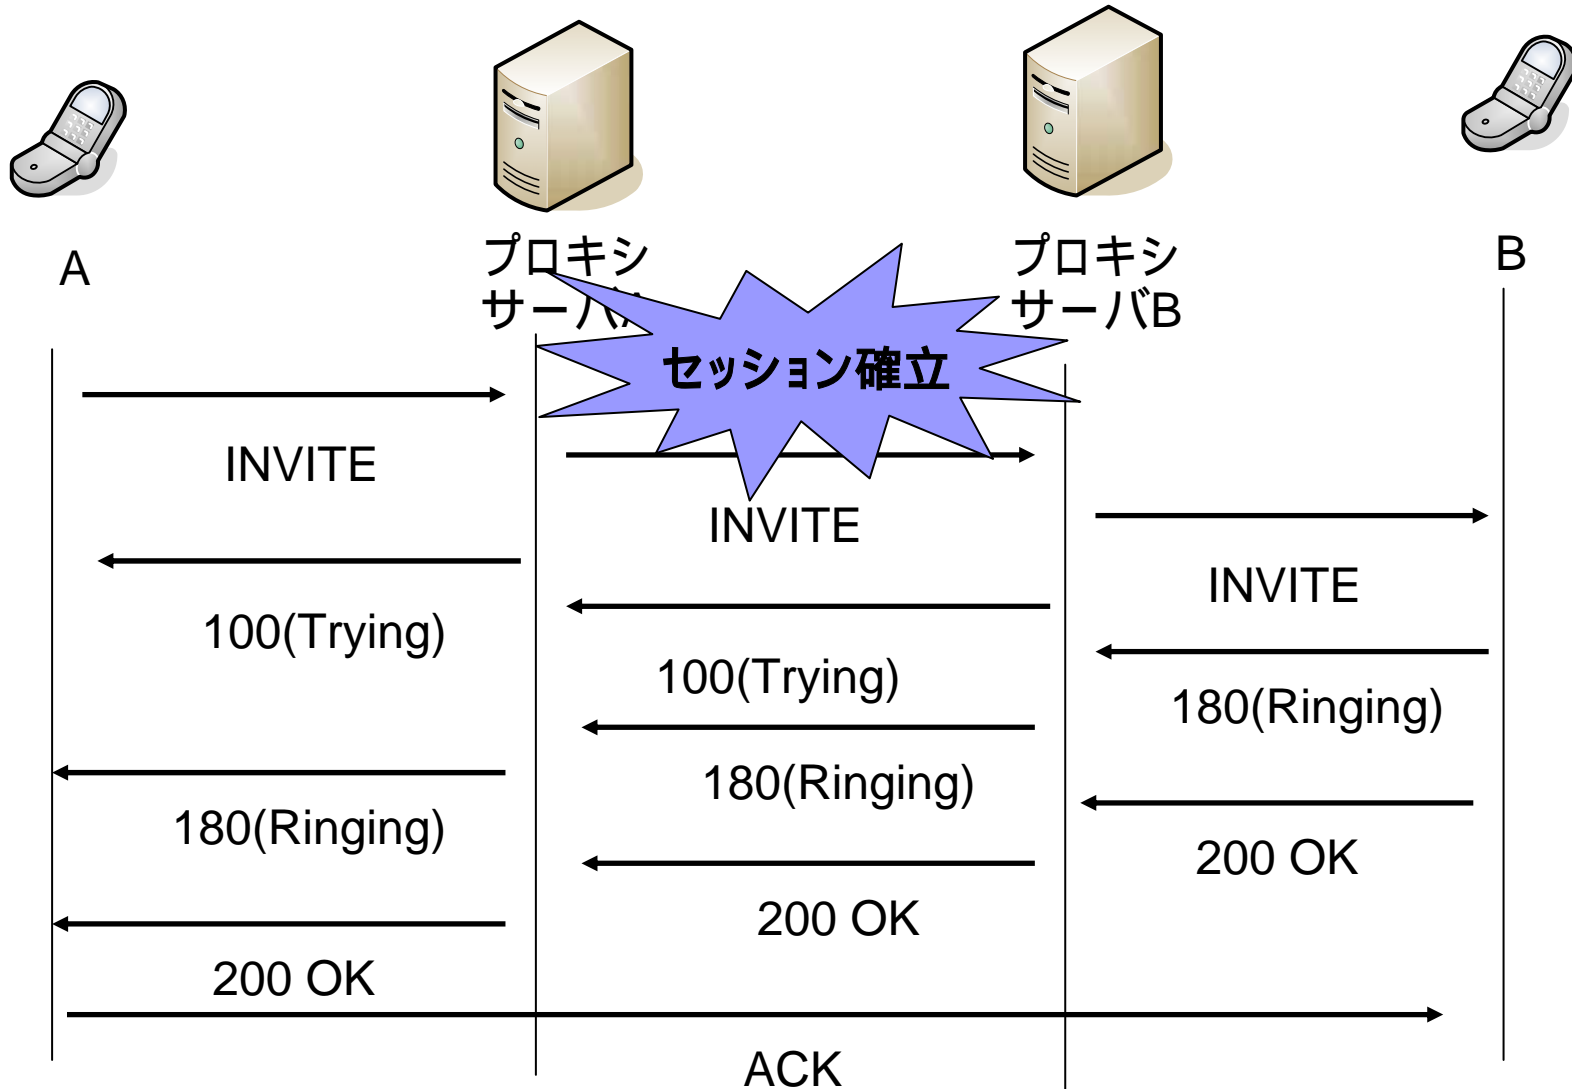 A
プロキシ
サーバA
プロキシ
サーバB
B
セッション確立
INVITE
INVITE
INVITE
100(Trying)
100(Trying)
180(Ringing)
180(Ringing)
180(Ringing)
200 OK
200 OK
200 OK
ACK